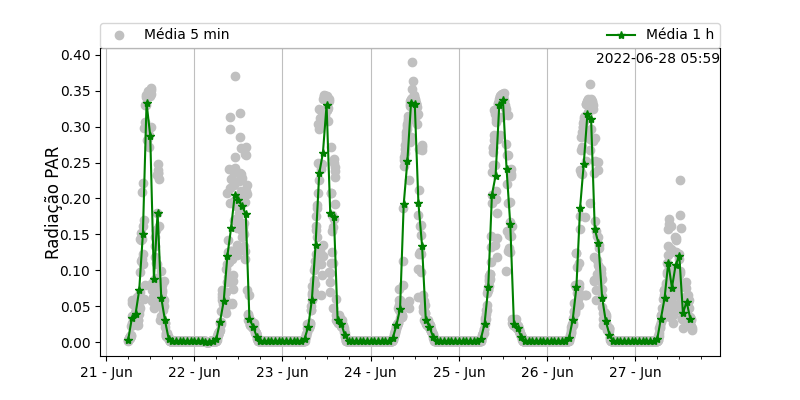 Média 5 min
Média 1 h
2022-06-28 05:59
Radiação PAR
0.40
0.35
0.30
0.25
0.20
0.15
0.10
0.05
0.00
21 - Jun
22 - Jun
23 - Jun
24 - Jun
25 - Jun
26 - Jun
27 - Jun